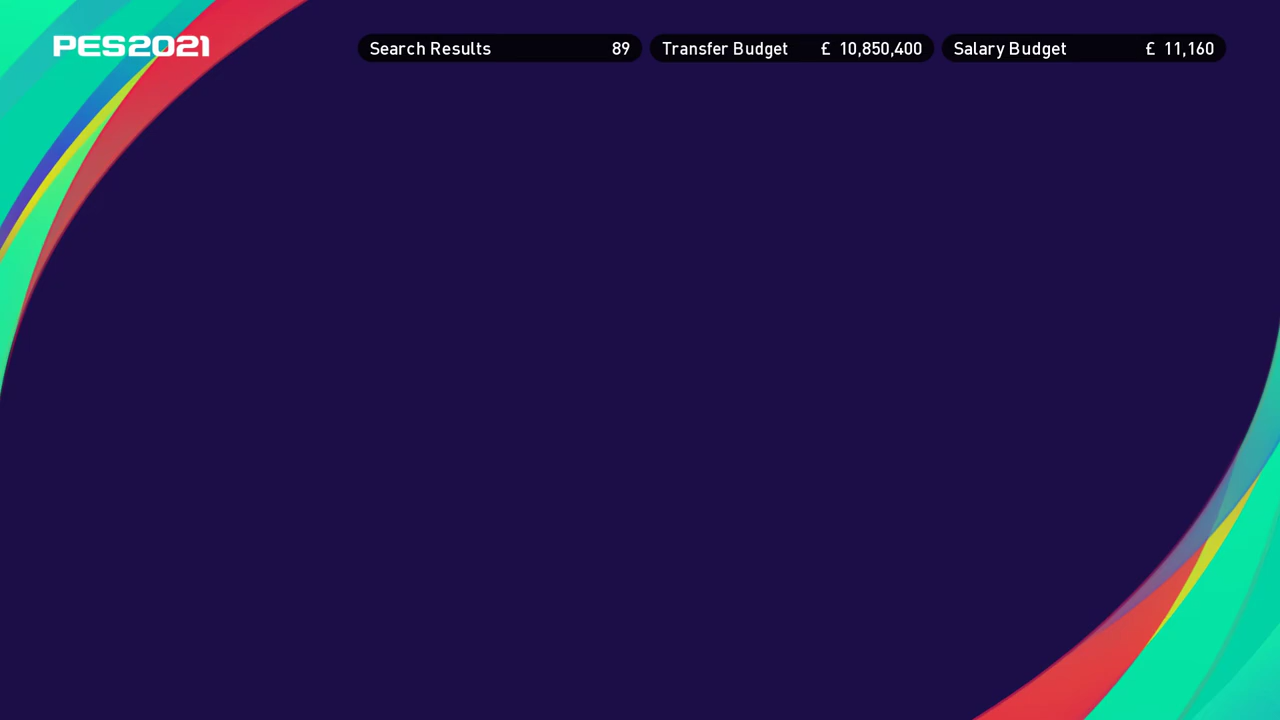 PES2021
Search Results 89 Transfer Budget £ 10,850,400 Salary Budget £ 11,160